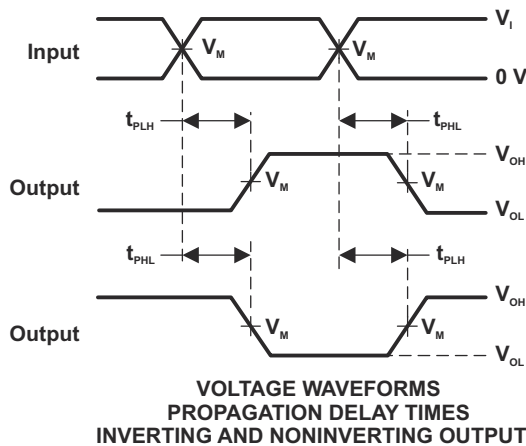 V_I
Input
V_M
V_M
0 V
t_PLH
t_PHL
V_OH
Output
V_M
V_M
V_OL
t_PHL
t_PLH
V_OH
Output
V_M
V_M
V_OL
VOLTAGE WAVEFORMS
PROPAGATION DELAY TIMES
INVERTING AND NONINVERTING OUTPUT